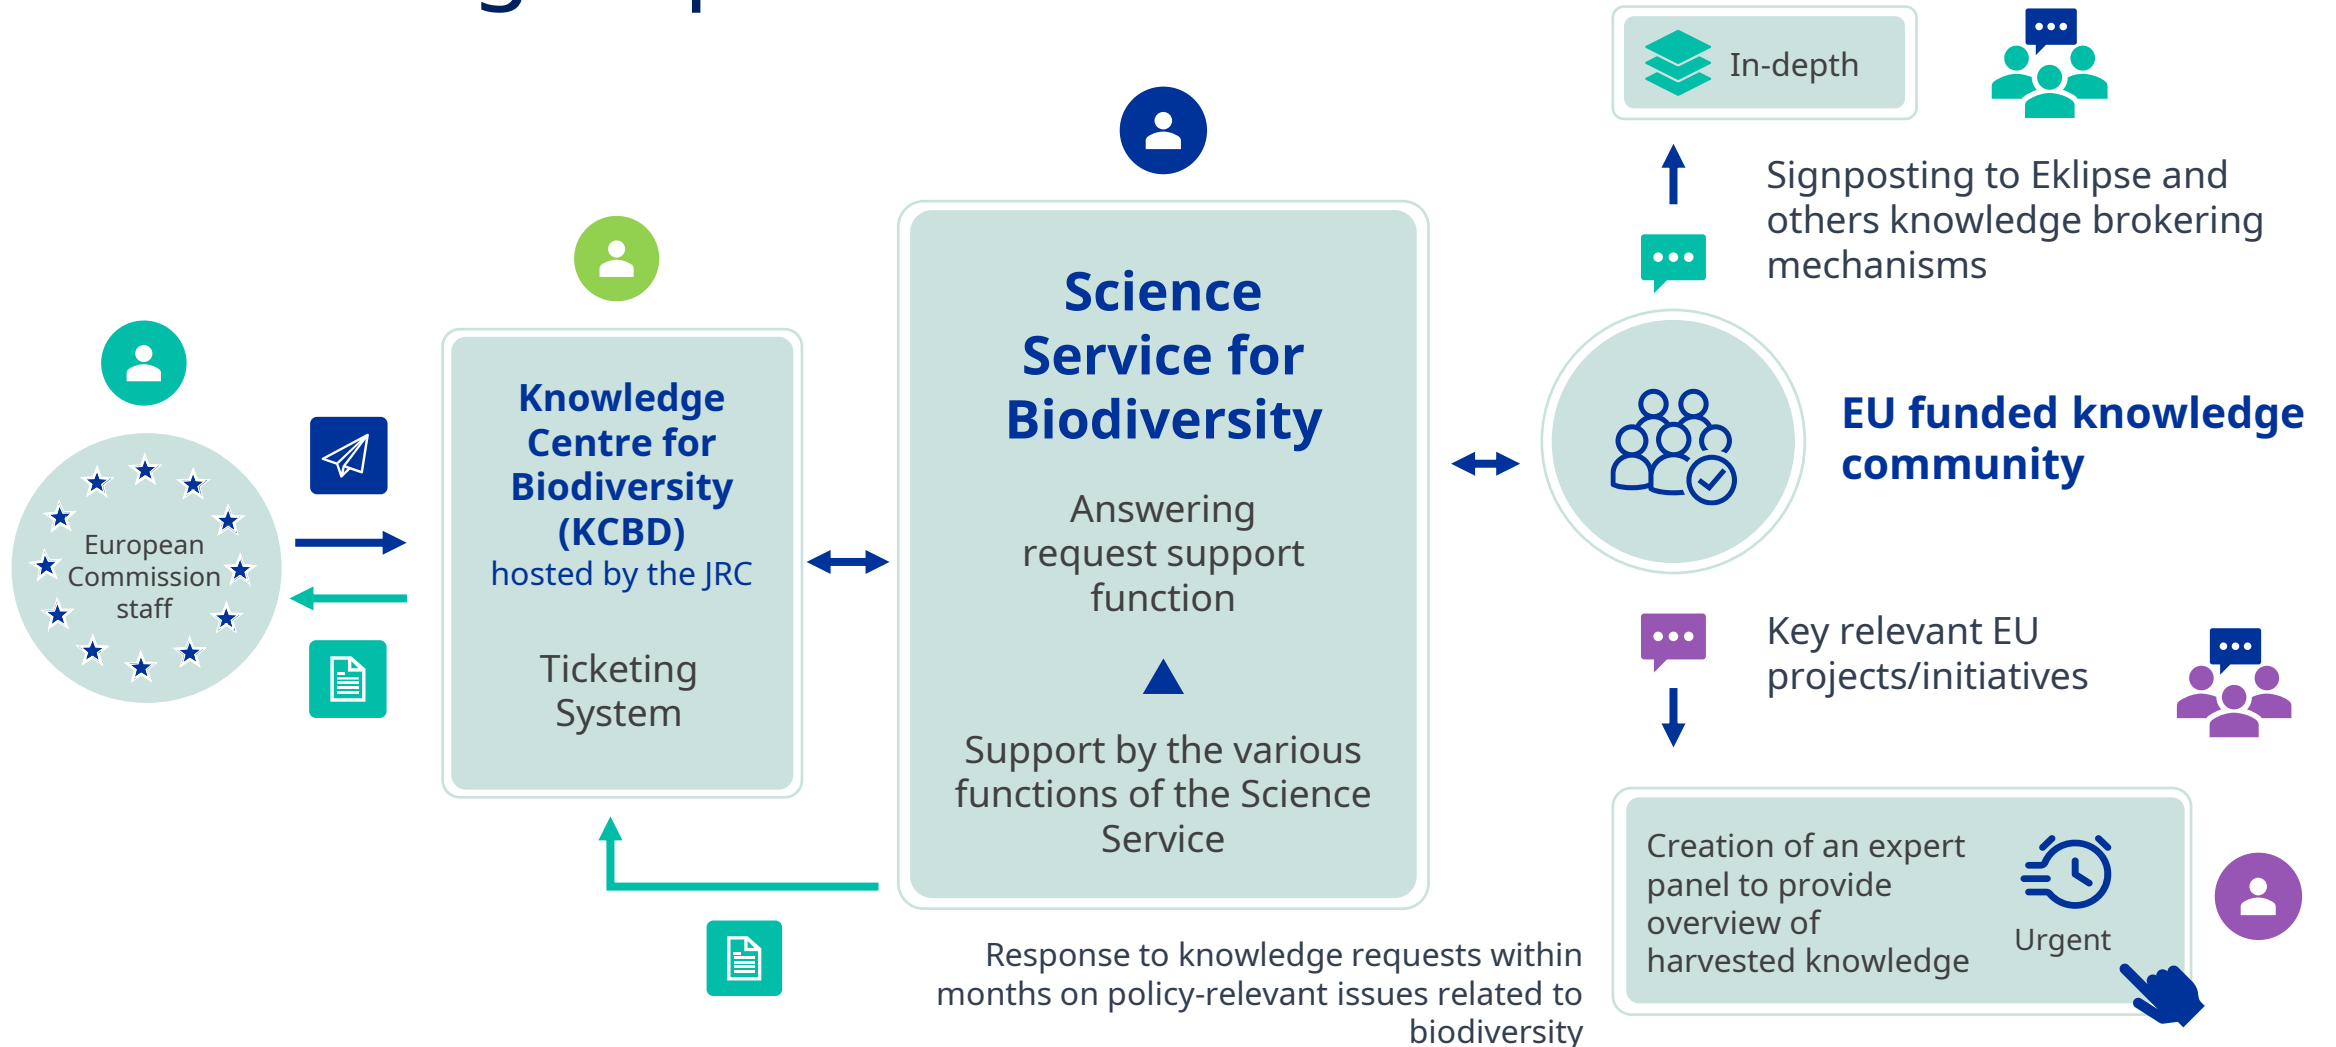 In-depth
Signposting to Eklipse and
others knowledge brokering
mechanisms
Science
Service for
Biodiversity
Answering
request support
function
Support by the various
functions of the Science
Service
Knowledge
Centre for
Biodiversity
(KCBD)
hosted by the JRC
Ticketing
System
European
Commission
staff
EU funded knowledge
community
Key relevant EU
projects/initiatives
Creation of an expert
panel to provide
overview of
harvested knowledge
Urgent
Response to knowledge requests within
months on policy-relevant issues related to
biodiversity